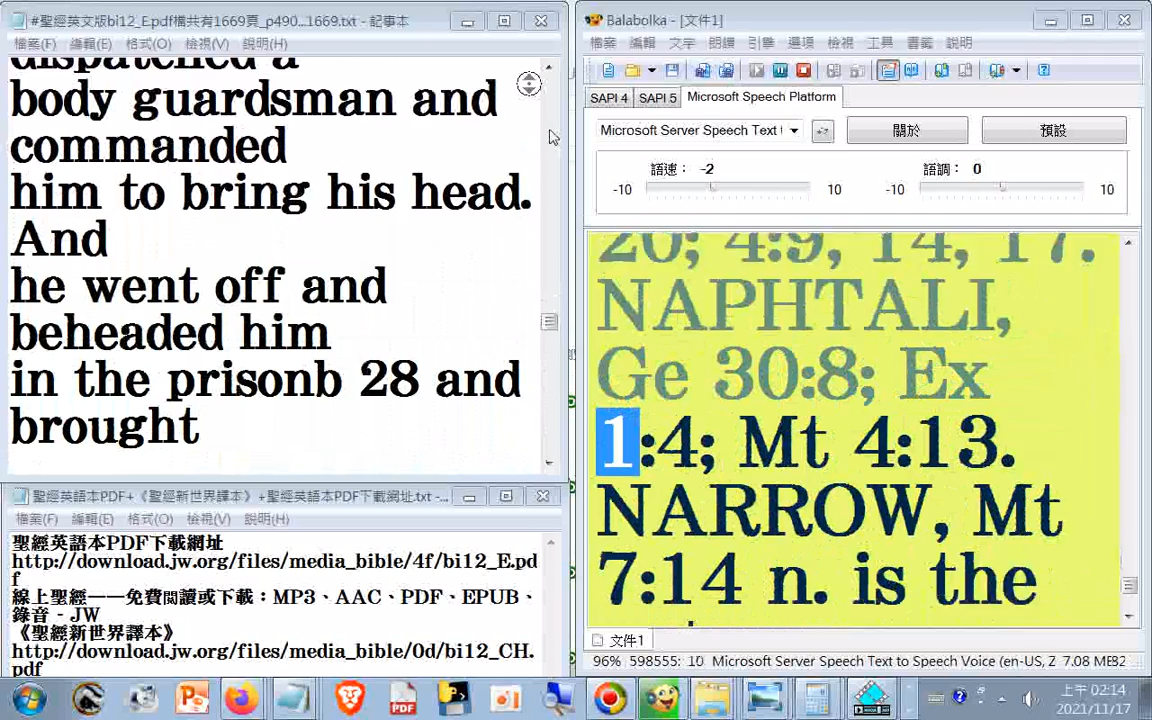 #聖經英文版bi12_E.pdf檔共有1669頁_p490...1669.txt - 記事本
檔案(F) 編輯(E) 格式(O) 檢視(V) 說明(H)
dispatched a
body guardsman and
commanded
him to bring his head.
And
he went off and
beheaded him
in the prisonb 28 and
brought
聖經英語本PDF+《聖經新世界譯本》+聖經英語本PDF下載網址.txt - ...
檔案(F) 編輯(E) 格式(O) 檢視(V) 說明(H)
聖經英語本PDF下載網址
http://download.jw.org/files/media_bible/4f/bi12_E.pd
f
線上聖經——免費閱讀或下載：MP3、AAC、PDF、EPUB、
錄音 - JW
《聖經新世界譯本》
http://download.jw.org/files/media_bible/0d/bi12_CH.
pdf
Balabolka - [文件1]
檔案 編輯 文字 朗讀 引擎 選項 檢視 工具 書籤 說明
SAPI 4 SAPI 5 Microsoft Speech Platform
Microsoft Server Speech Text 關於 預設
語速： -2 語調： 0
-10 10 -10 10
20; 4:9, 14, 17.
NAPHTALI,
Ge 30:8; Ex
1:4; Mt 4:13.
NARROW, Mt
7:14 n. is the
文件1
96% 598555: 10 Microsoft Server Speech Text to Speech Voice (en-US, Z 7.08 MB
上午 02:14
2021/11/17